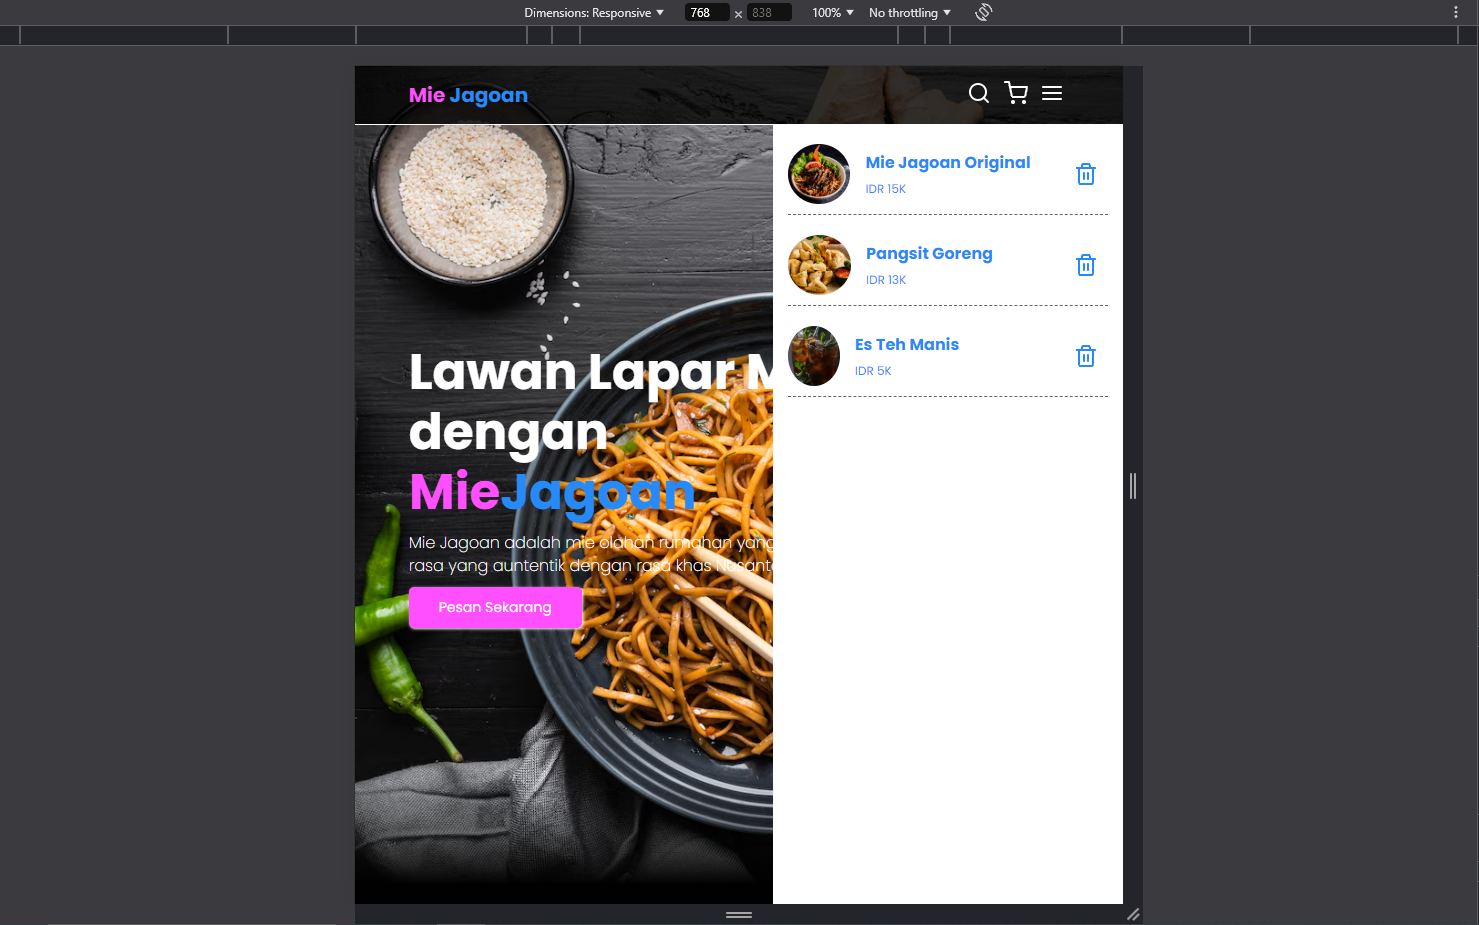 Dimensions: Responsive
768 × 838
100%
No throttling
Mie Jagoan
Mie Jagoan Original
IDR 15K
Pangsit Goreng
IDR 13K
Es Teh Manis
IDR 5K
Lawan Lapar M
dengan
MieJagoan
Mie Jagoan adalah mie olahan rumahan yang
rasa yang auntentik dengan rasa khas Nusant
Pesan Sekarang